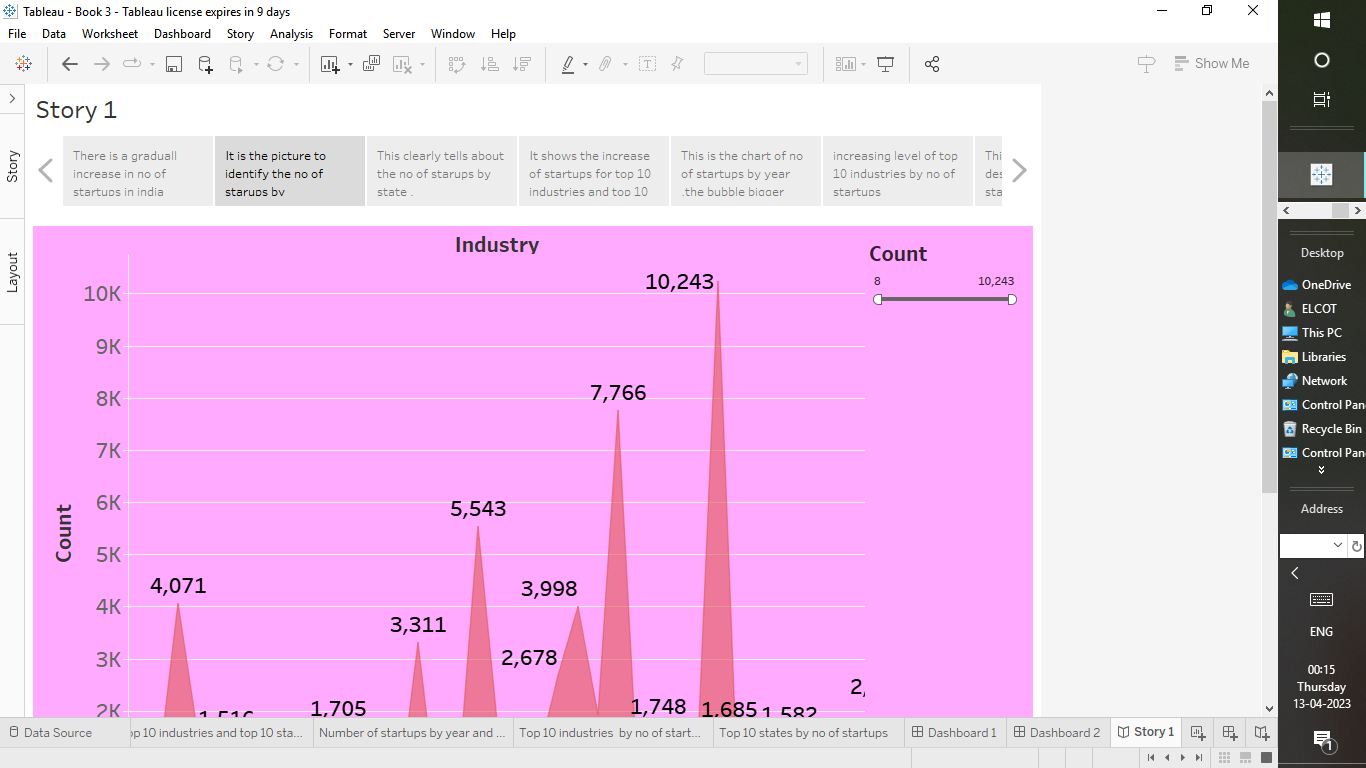 Tableau - Book 3 - Tableau license expires in 9 days
File Data Worksheet Dashboard Story Analysis Format Server Window Help
Show Me
Story
Layout
Story 1
There is a graduall
increase in no of
startups in india
It is the picture to
identify the no of
starups by
This clearly tells about
the no of starups by
state .
It shows the increase
of startups for top 10
industries and top 10
This is the chart of no
of startups by year
.the bubble bigger
increasing level of top
10 industries by no of
startups
Thi
des
sta
Industry
Count
8 10,243
Count
10K
9K
8K
7K
6K
5K
4K
3K
2K
10,243
7,766
5,543
4,071
3,998
3,311
2,678
2,
1,705
1,748
1,685
1,582
1,516
Data Source
op 10 industries and top 10 sta...
Number of startups by year and ...
Top 10 industries by no of start...
Top 10 states by no of startups
Dashboard 1
Dashboard 2
Story 1
Desktop
OneDrive
ELCOT
This PC
Libraries
Network
Control Pan
Recycle Bin
Control Pan
Address
ENG
00:15
Thursday
13-04-2023
1